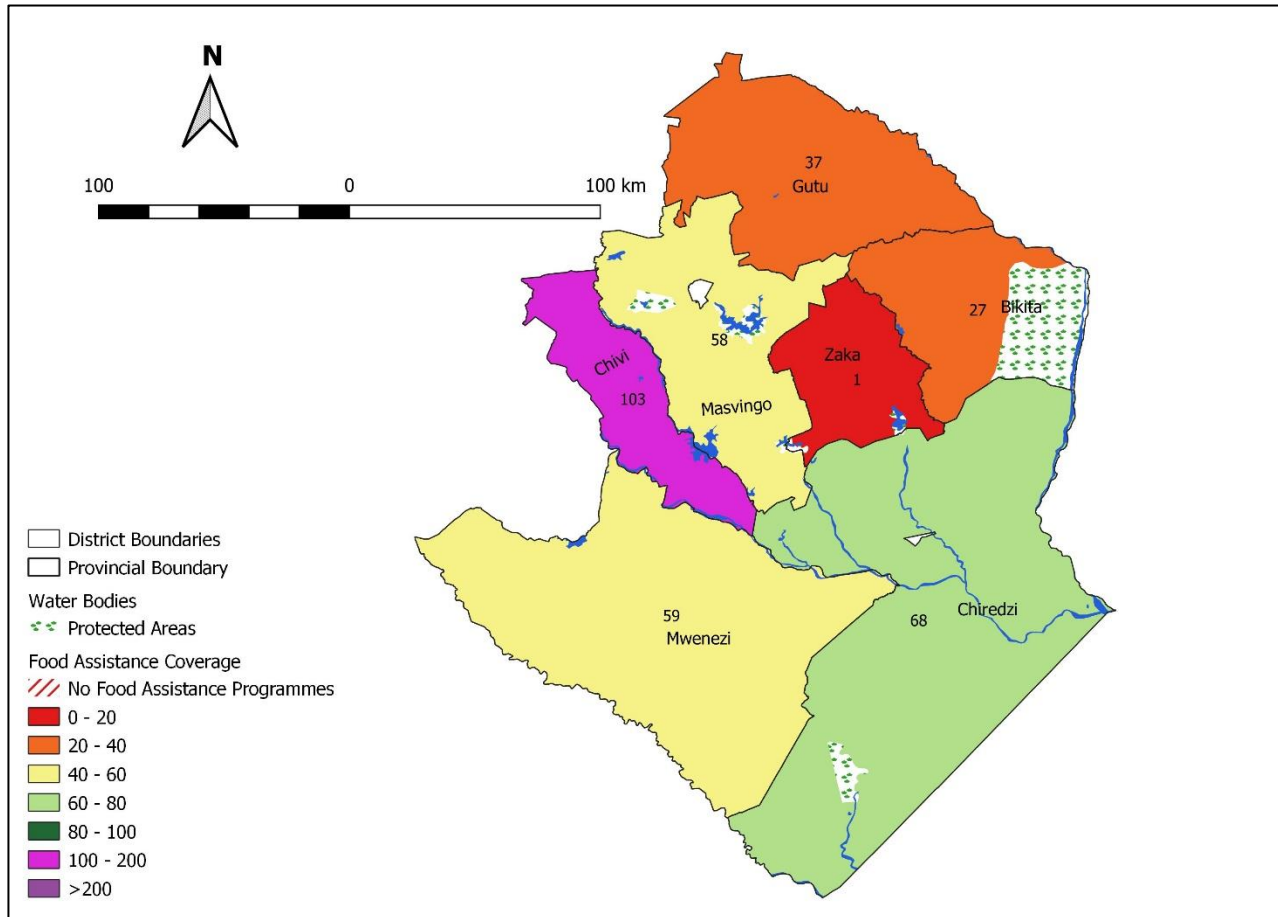 N
100 0 100 km
37
Gutu
27 Bikita
58
Zaka
1
Chivi
103
Masvingo
59
Mwenezi
68 Chiredzi
District Boundaries
Provincial Boundary
Water Bodies
Protected Areas
Food Assistance Coverage
No Food Assistance Programmes
0 - 20
20 - 40
40 - 60
60 - 80
80 - 100
100 - 200
>200